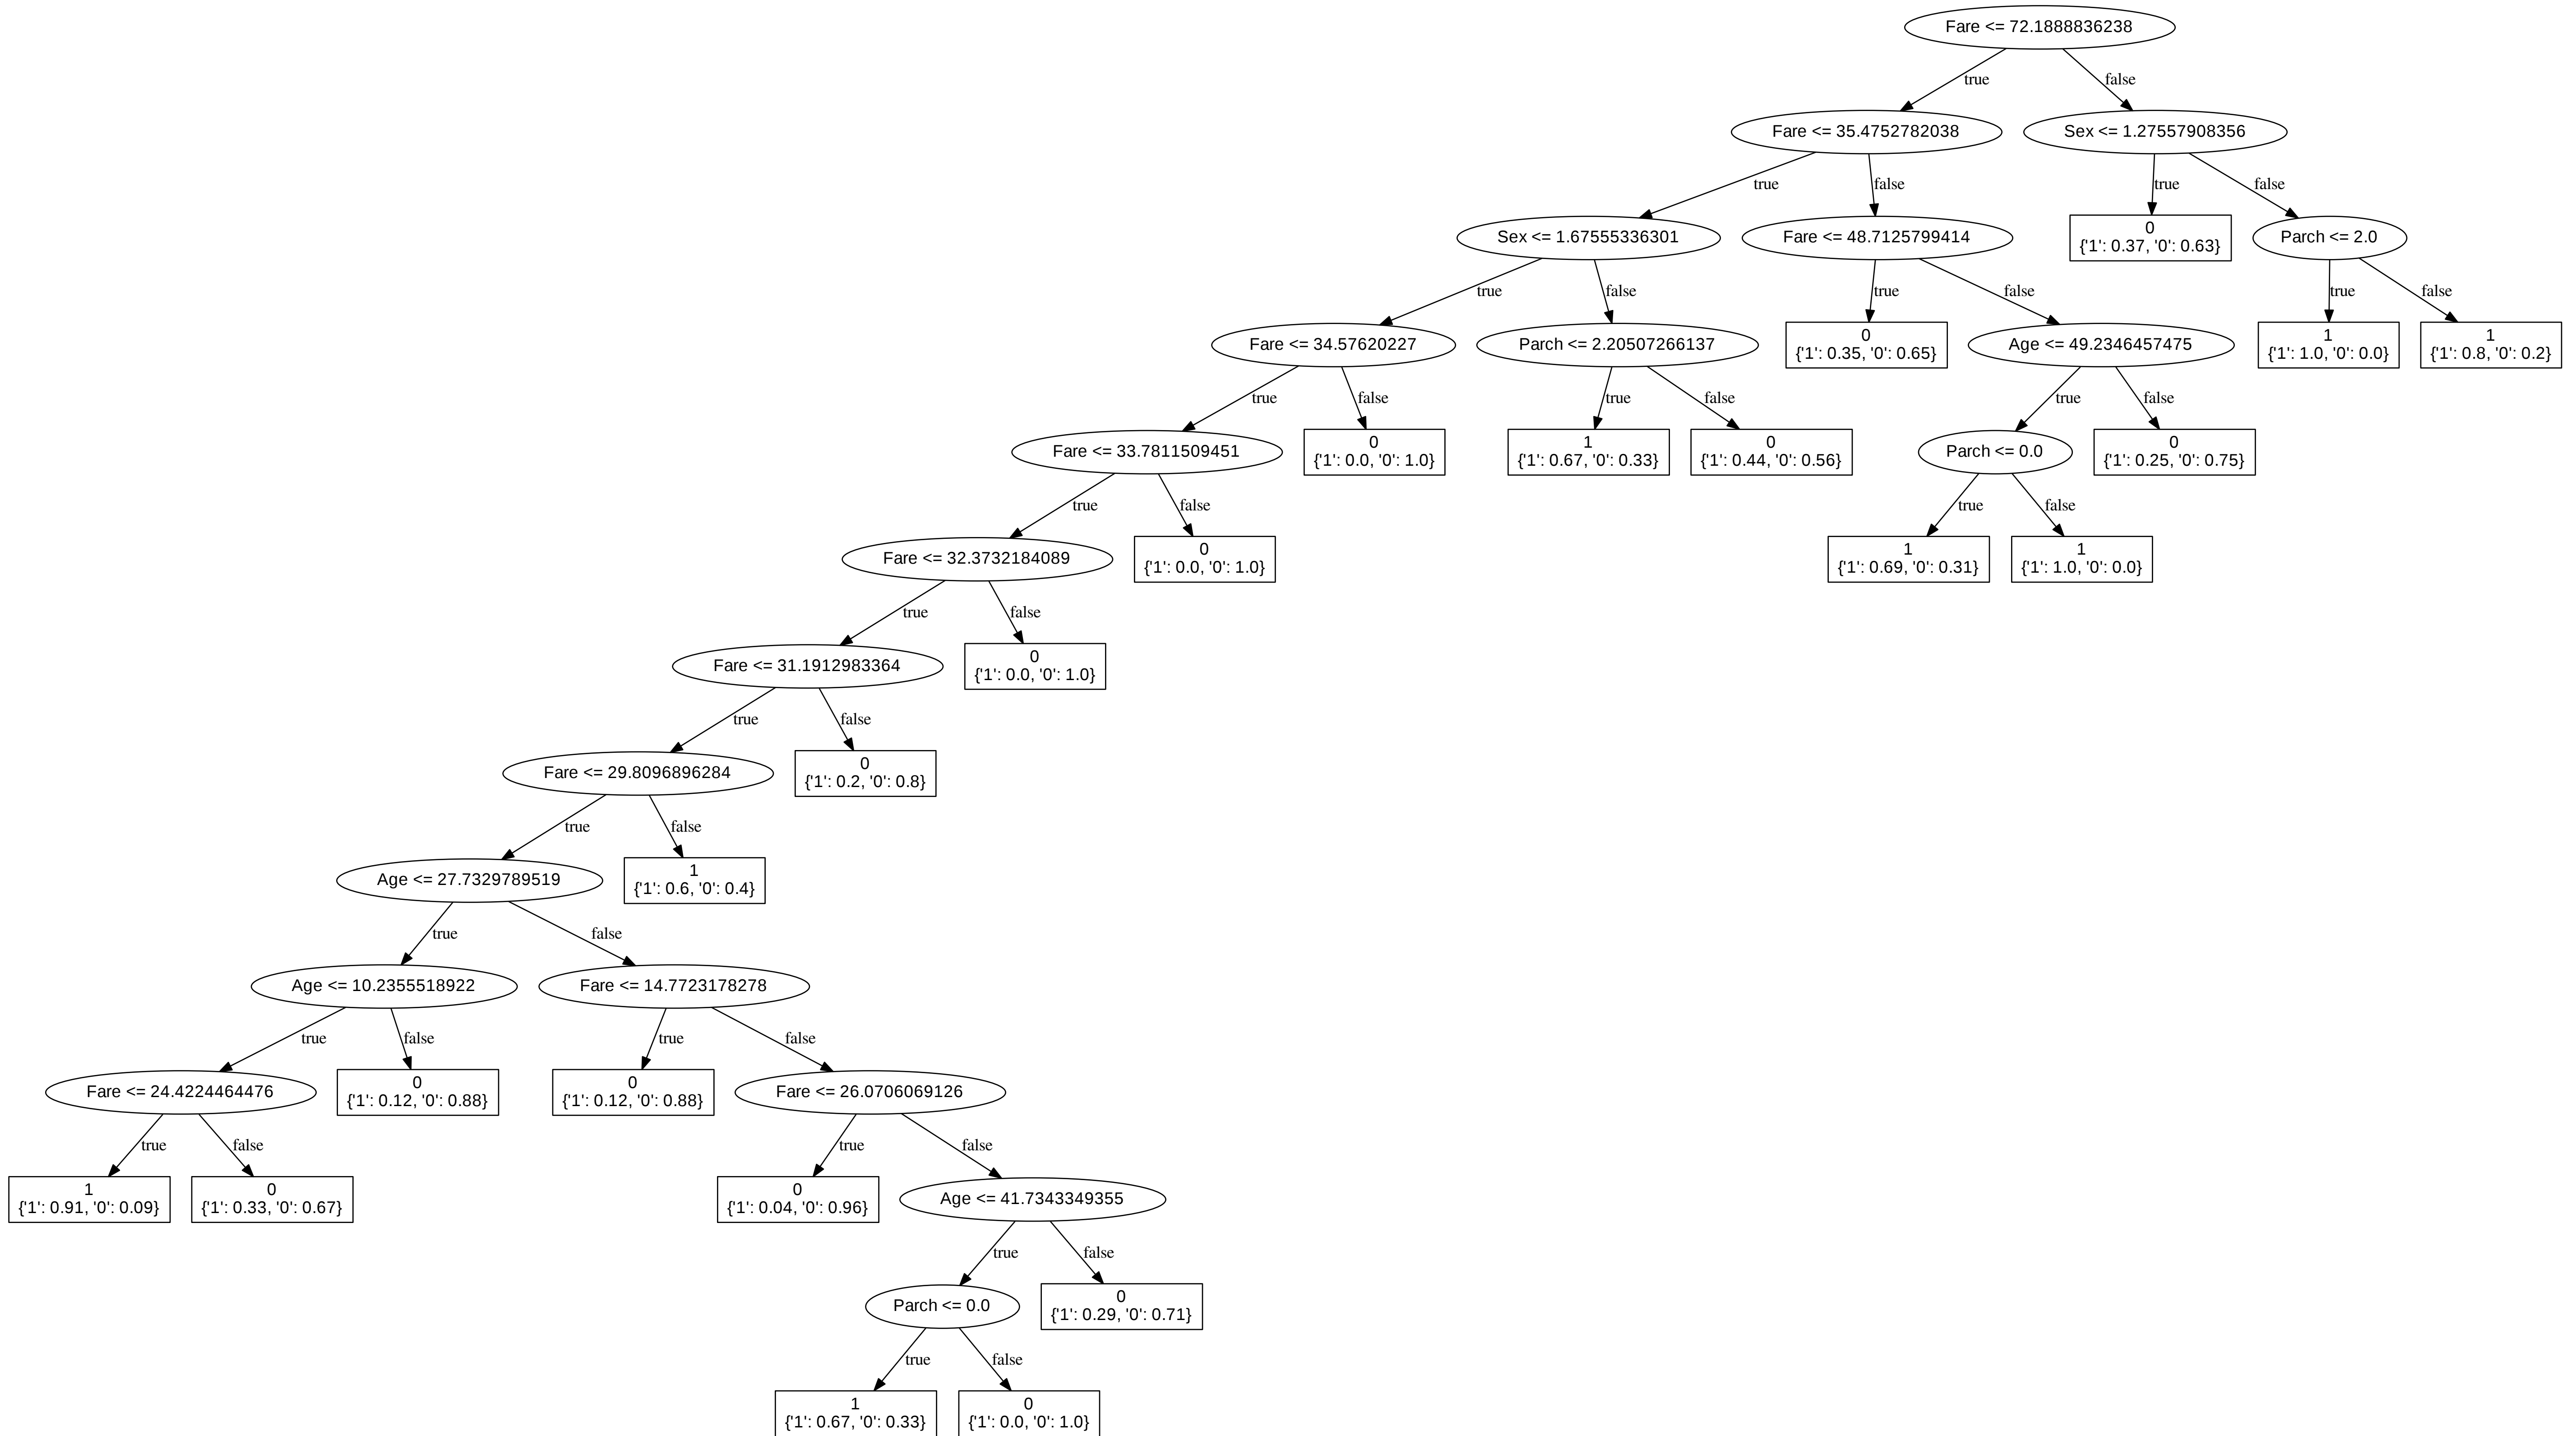 Fare <= 72.1888836238
true
false
Fare <= 35.4752782038
Sex <= 1.27557908356
true
false
true
false
Sex <= 1.67555336301
Fare <= 48.7125799414
0
{'1': 0.37, '0': 0.63}
Parch <= 2.0
true
false
true
false
true
false
Fare <= 34.57620227
Parch <= 2.20507266137
0
{'1': 0.35, '0': 0.65}
Age <= 49.2346457475
1
{'1': 1.0, '0': 0.0}
1
{'1': 0.8, '0': 0.2}
true
false
true
false
true
false
Fare <= 33.7811509451
0
{'1': 0.0, '0': 1.0}
1
{'1': 0.67, '0': 0.33}
0
{'1': 0.44, '0': 0.56}
Parch <= 0.0
0
{'1': 0.25, '0': 0.75}
true
false
true
false
Fare <= 32.3732184089
0
{'1': 0.0, '0': 1.0}
1
{'1': 0.69, '0': 0.31}
1
{'1': 1.0, '0': 0.0}
true
false
Fare <= 31.1912983364
0
{'1': 0.0, '0': 1.0}
true
false
Fare <= 29.8096896284
0
{'1': 0.2, '0': 0.8}
true
false
Age <= 27.7329789519
1
{'1': 0.6, '0': 0.4}
true
false
Age <= 10.2355518922
Fare <= 14.7723178278
true
false
true
false
Fare <= 24.4224464476
0
{'1': 0.12, '0': 0.88}
0
{'1': 0.12, '0': 0.88}
Fare <= 26.0706069126
true
false
true
false
1
{'1': 0.91, '0': 0.09}
0
{'1': 0.33, '0': 0.67}
0
{'1': 0.04, '0': 0.96}
Age <= 41.7343349355
true
false
Parch <= 0.0
0
{'1': 0.29, '0': 0.71}
true
false
1
{'1': 0.67, '0': 0.33}
0
{'1': 0.0, '0': 1.0}